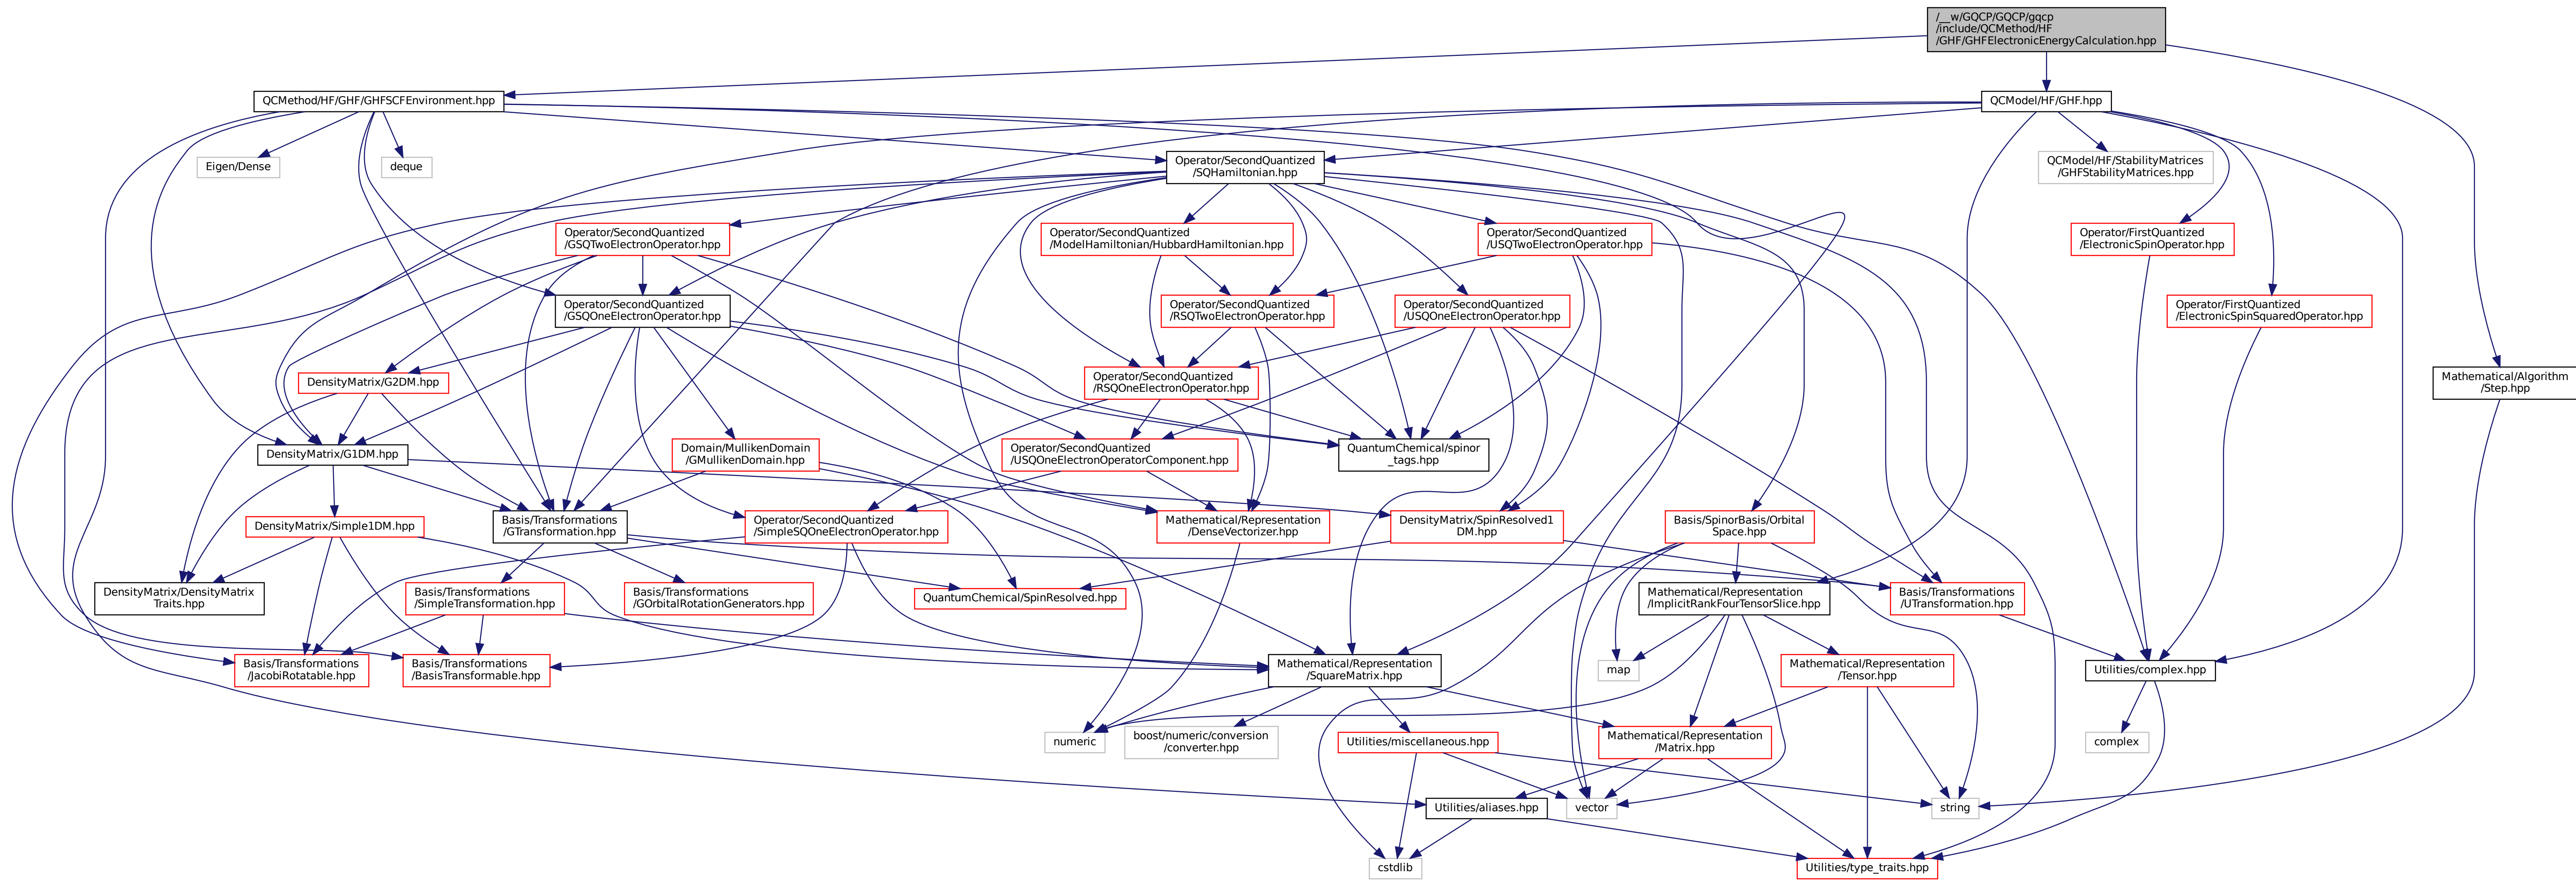 /__w/GQCP/GQCP/gqcp
/include/QCMethod/HF
/GHF/GHFElectronicEnergyCalculation.hpp
QCMethod/HF/GHF/GHFSCFEnvironment.hpp
QCModel/HF/GHF.hpp
Eigen/Dense
deque
Operator/SecondQuantized
/SQHamiltonian.hpp
QCModel/HF/StabilityMatrices
/GHFStabilityMatrices.hpp
Operator/SecondQuantized
/GSQTwoElectronOperator.hpp
Operator/SecondQuantized
/ModelHamiltonian/HubbardHamiltonian.hpp
Operator/SecondQuantized
/USQTwoElectronOperator.hpp
Operator/FirstQuantized
/ElectronicSpinOperator.hpp
Operator/SecondQuantized
/GSQOneElectronOperator.hpp
Operator/SecondQuantized
/RSQTwoElectronOperator.hpp
Operator/SecondQuantized
/USQOneElectronOperator.hpp
Operator/FirstQuantized
/ElectronicSpinSquaredOperator.hpp
DensityMatrix/G2DM.hpp
Operator/SecondQuantized
/RSQOneElectronOperator.hpp
Mathematical/Algorithm
/Step.hpp
DensityMatrix/G1DM.hpp
Domain/MullikenDomain
/GMullikenDomain.hpp
Operator/SecondQuantized
/USQOneElectronOperatorComponent.hpp
QuantumChemical/spinor
_tags.hpp
DensityMatrix/Simple1DM.hpp
Basis/Transformations
/GTransformation.hpp
Operator/SecondQuantized
/SimpleSQOneElectronOperator.hpp
Mathematical/Representation
/DenseVectorizer.hpp
DensityMatrix/SpinResolved1
DM.hpp
Basis/SpinorBasis/Orbital
Space.hpp
DensityMatrix/DensityMatrix
Traits.hpp
Basis/Transformations
/SimpleTransformation.hpp
Basis/Transformations
/GOrbitalRotationGenerators.hpp
QuantumChemical/SpinResolved.hpp
Mathematical/Representation
/ImplicitRankFourTensorSlice.hpp
Basis/Transformations
/UTransformation.hpp
Basis/Transformations
/JacobiRotatable.hpp
Basis/Transformations
/BasisTransformable.hpp
Mathematical/Representation
/SquareMatrix.hpp
map
Mathematical/Representation
/Tensor.hpp
Utilities/complex.hpp
numeric
boost/numeric/conversion
/converter.hpp
Utilities/miscellaneous.hpp
Mathematical/Representation
/Matrix.hpp
complex
Utilities/aliases.hpp
vector
string
cstdlib
Utilities/type_traits.hpp